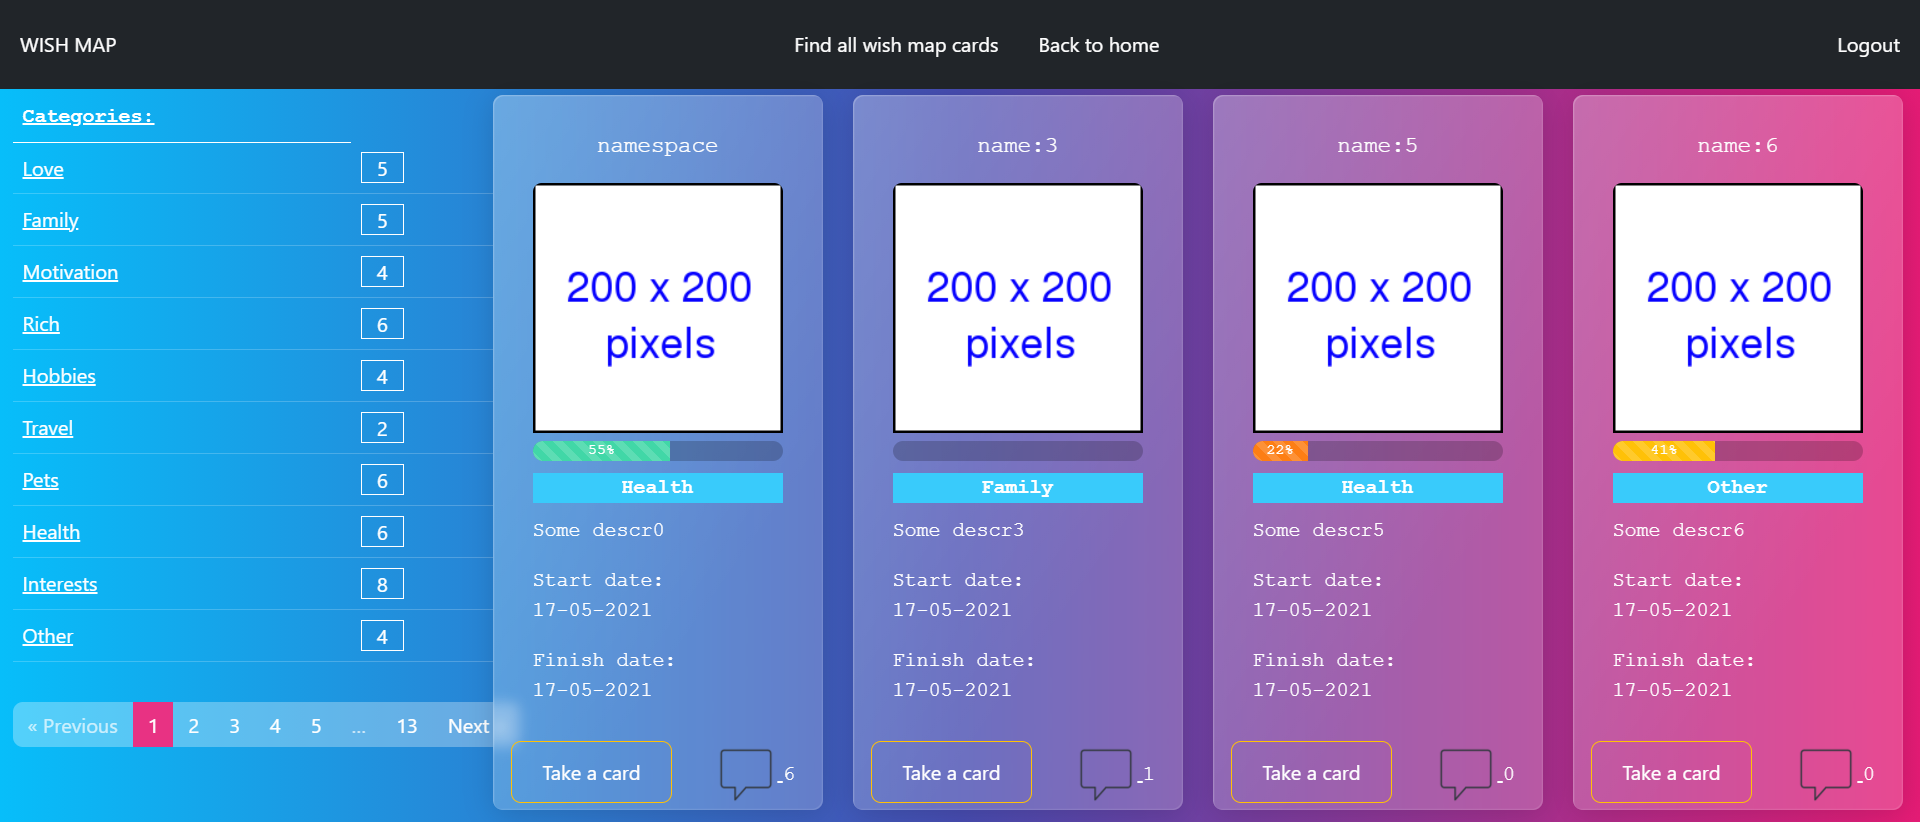 WISH MAP
Find all wish map cards
Back to home
Logout
Categories:
Love 5
Family 5
Motivation 4
Rich 6
Hobbies 4
Travel 2
Pets 6
Health 6
Interests 8
Other 4
« Previous 1 2 3 4 5 ... 13 Next
namespace
200 x 200
pixels
55%
Health
Some descr0
Start date:
17-05-2021
Finish date:
17-05-2021
Take a card
6
name:3
200 x 200
pixels
Family
Some descr3
Start date:
17-05-2021
Finish date:
17-05-2021
Take a card
1
name:5
200 x 200
pixels
22%
Health
Some descr5
Start date:
17-05-2021
Finish date:
17-05-2021
Take a card
0
name:6
200 x 200
pixels
41%
Other
Some descr6
Start date:
17-05-2021
Finish date:
17-05-2021
Take a card
0